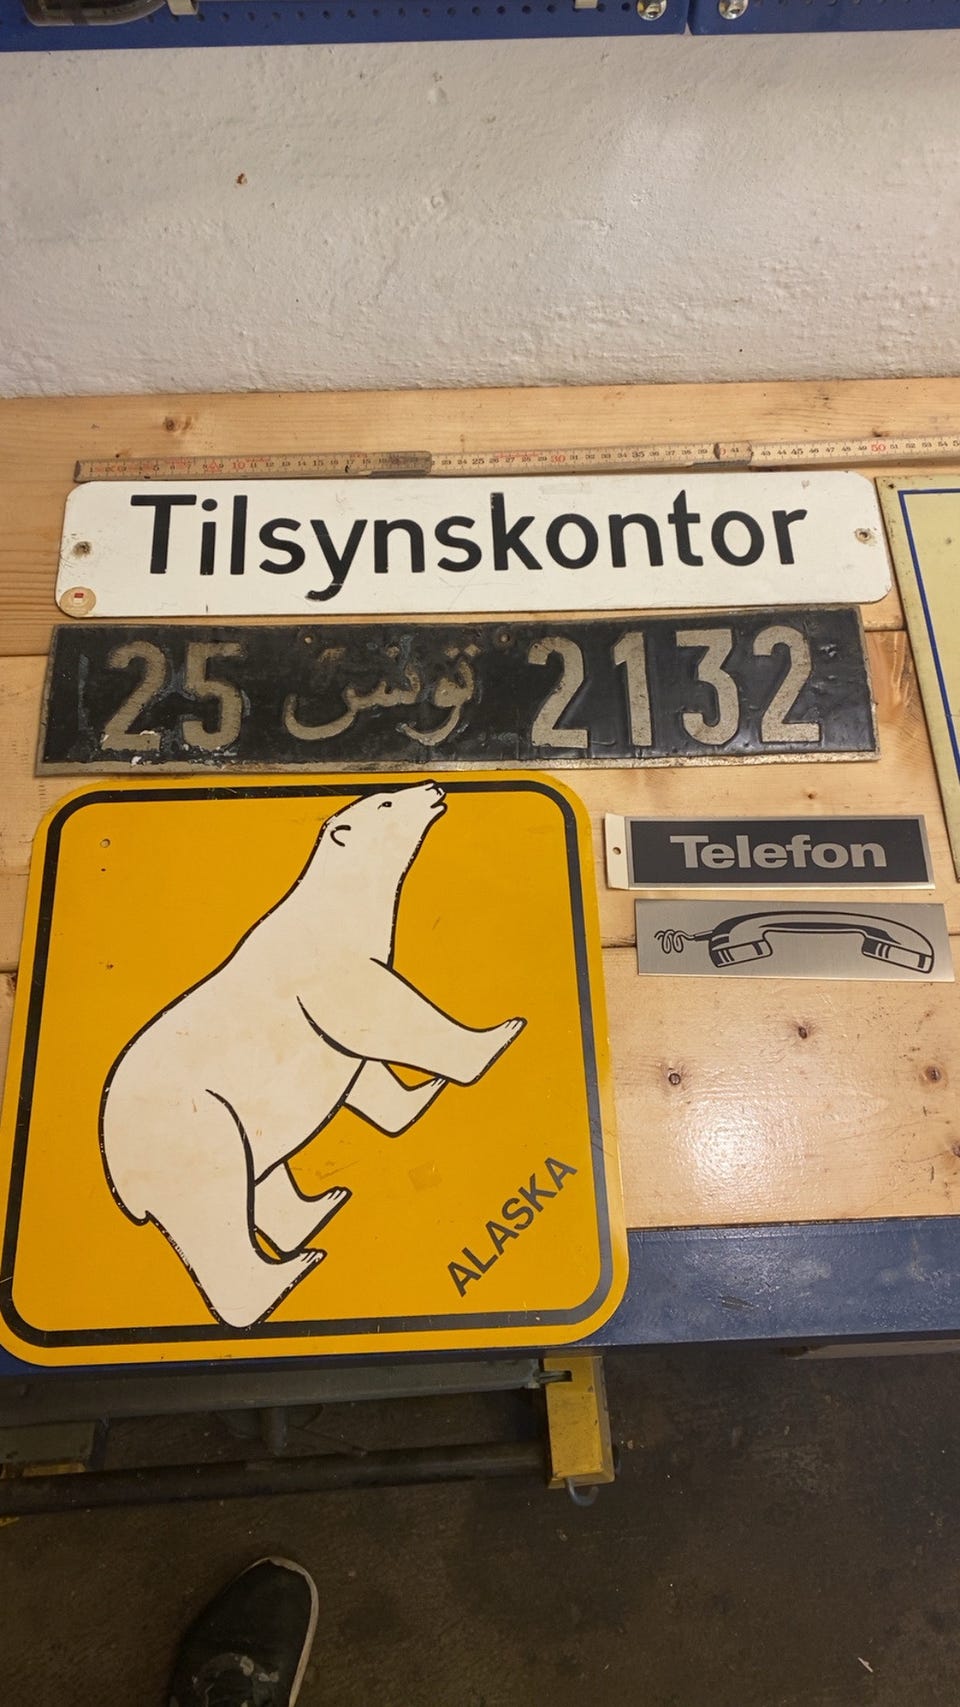 Tilsynskontor
25 تونس 2132
Telefon
ALASKA